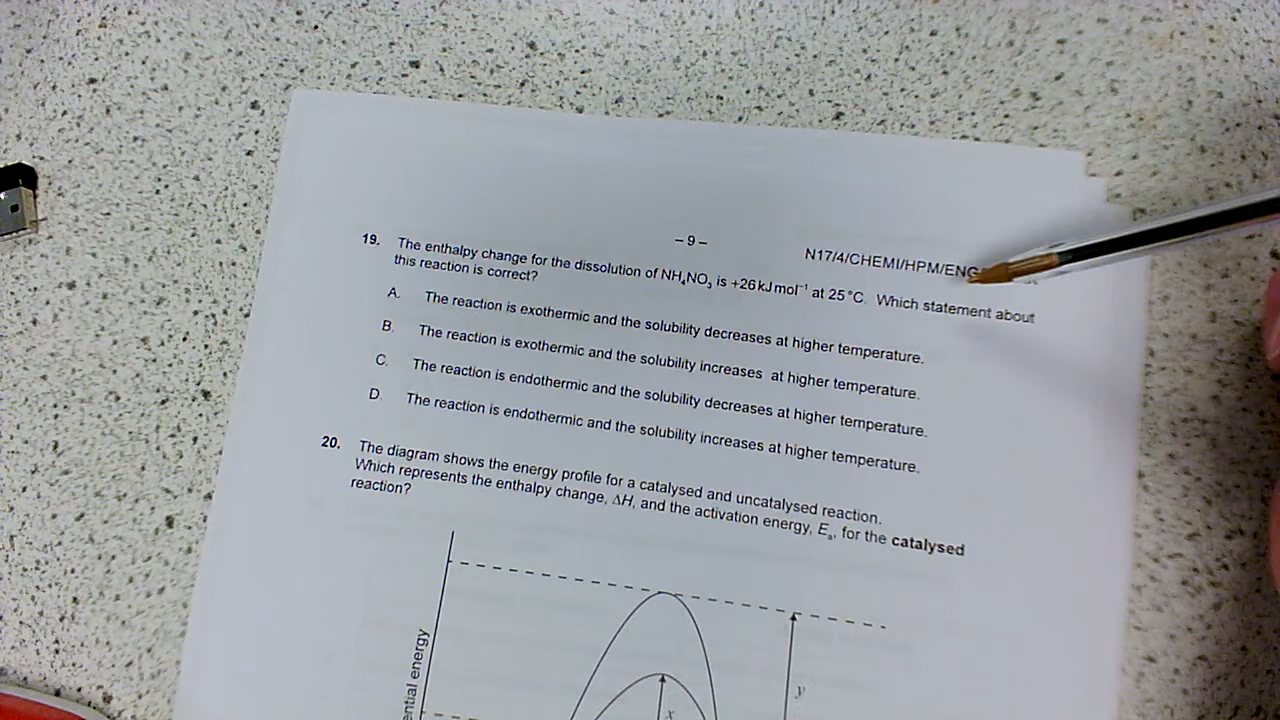 – 9 –
N17/4/CHEMI/HPM/ENG
19. The enthalpy change for the dissolution of NH₄NO₃ is +26 kJ mol⁻¹ at 25 °C. Which statement about
this reaction is correct?
A. The reaction is exothermic and the solubility decreases at higher temperature.
B. The reaction is exothermic and the solubility increases at higher temperature.
C. The reaction is endothermic and the solubility decreases at higher temperature.
D. The reaction is endothermic and the solubility increases at higher temperature.
20. The diagram shows the energy profile for a catalysed and uncatalysed reaction.
Which represents the enthalpy change, ΔH, and the activation energy, Eₐ, for the catalysed
reaction?
energy
y
x